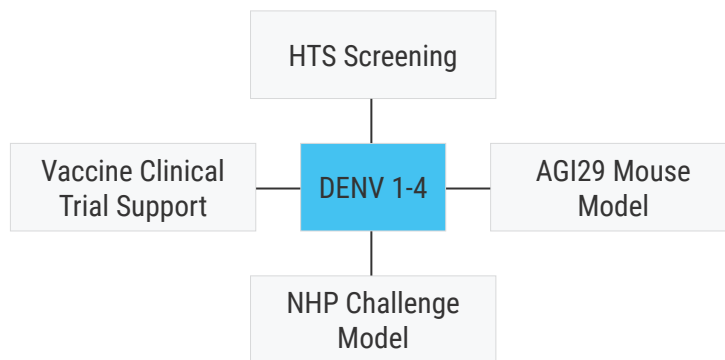 HTS Screening
Vaccine Clinical
Trial Support
DENV 1-4
AGI29 Mouse
Model
NHP Challenge
Model